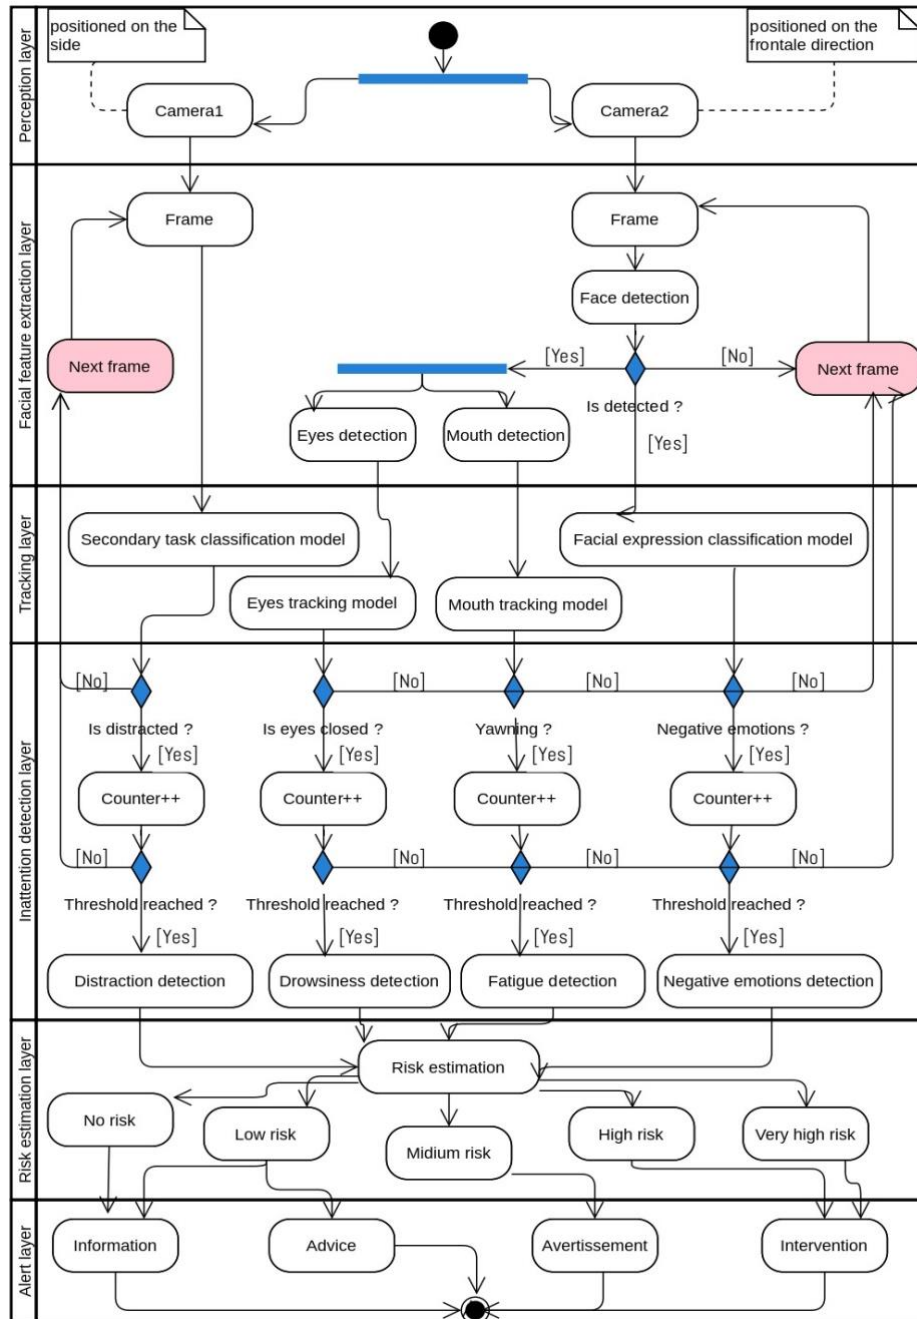 Perception layer
positioned on the
side
positioned on the
frontale direction
Camera1
Camera2
Facial feature extraction layer
Frame
Frame
Face detection
Next frame
[Yes]
[No]
Next frame
Is detected ?
Eyes detection
Mouth detection
[Yes]
Tracking layer
Secondary task classification model
Facial expression classification model
Eyes tracking model
Mouth tracking model
Inattention detection layer
[No]
[No]
[No]
[No]
Is distracted ?
Is eyes closed ?
Yawning ?
Negative emotions ?
[Yes]
[Yes]
[Yes]
[Yes]
Counter++
Counter++
Counter++
Counter++
[No]
[No]
[No]
[No]
Threshold reached ?
Threshold reached ?
Threshold reached ?
Threshold reached ?
[Yes]
[Yes]
[Yes]
[Yes]
Distraction detection
Drowsiness detection
Fatigue detection
Negative emotions detection
Risk estimation layer
Risk estimation
No risk
Low risk
Midium risk
High risk
Very high risk
Alert layer
Information
Advice
Avertissement
Intervention